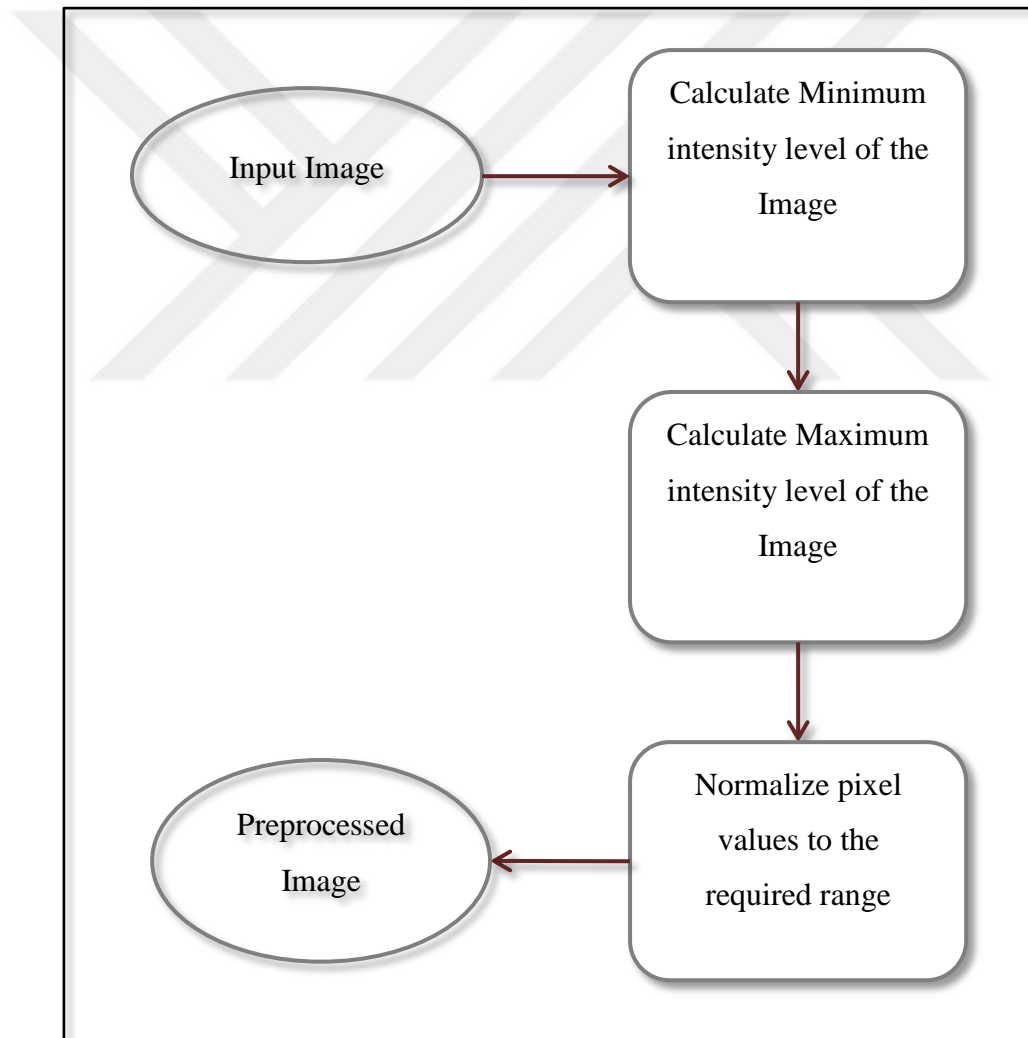 Input Image
Calculate Minimum
intensity level of the
Image
Calculate Maximum
intensity level of the
Image
Normalize pixel
values to the
required range
Preprocessed
Image